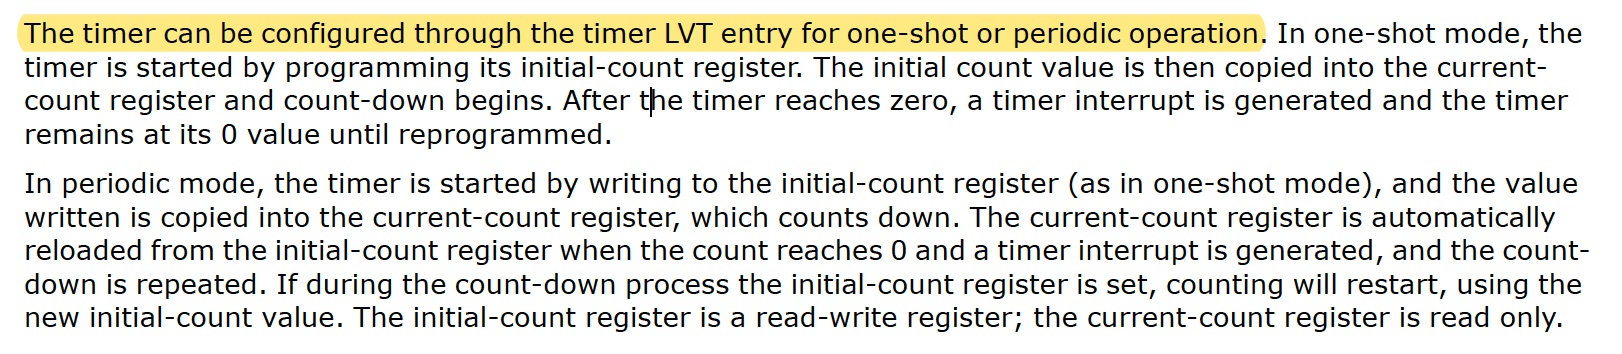 The timer can be configured through the timer LVT entry for one-shot or periodic operation. In one-shot mode, the
timer is started by programming its initial-count register. The initial count value is then copied into the current-
count register and count-down begins. After the timer reaches zero, a timer interrupt is generated and the timer
remains at its 0 value until reprogrammed.
In periodic mode, the timer is started by writing to the initial-count register (as in one-shot mode), and the value
written is copied into the current-count register, which counts down. The current-count register is automatically
reloaded from the initial-count register when the count reaches 0 and a timer interrupt is generated, and the count-
down is repeated. If during the count-down process the initial-count register is set, counting will restart, using the
new initial-count value. The initial-count register is a read-write register; the current-count register is read only.